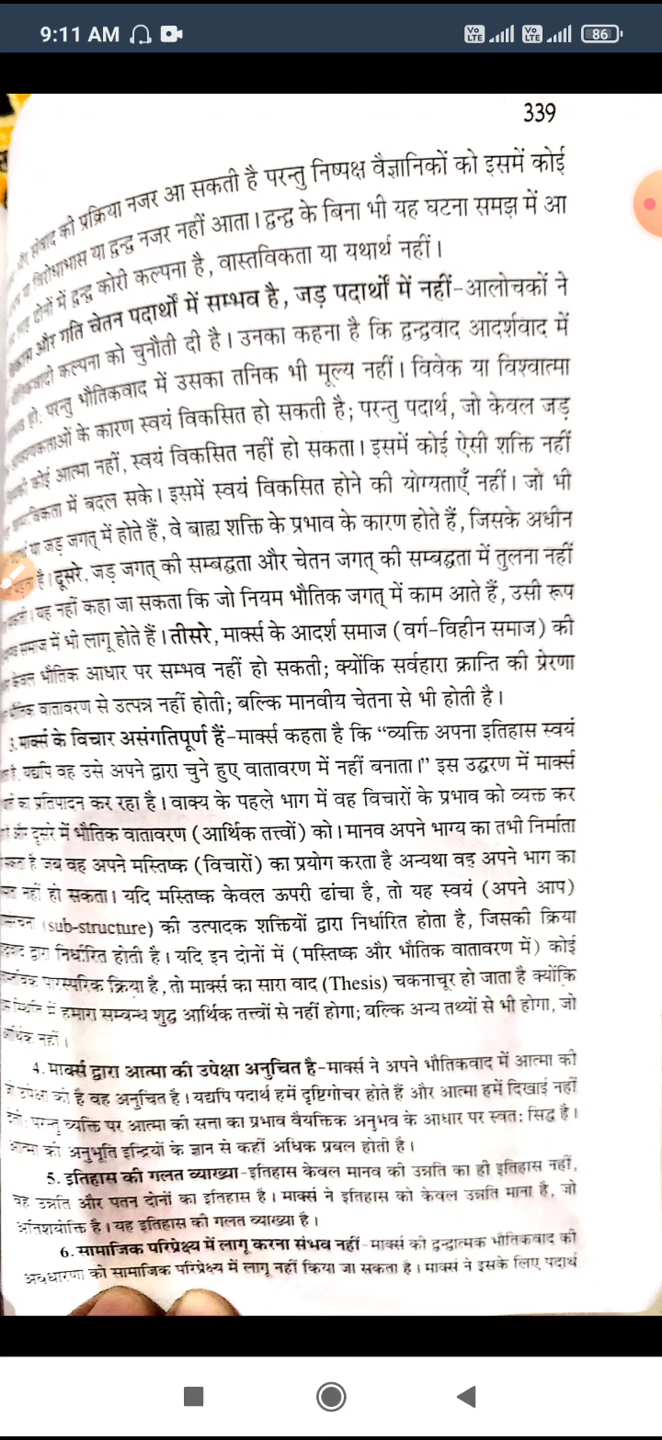 9:11 AM
Vo LTE Vo LTE 86
339
की प्रक्रिया नजर आ सकती है परन्तु निष्पक्ष वैज्ञानिकों को इसमें कोई
विरोधाभास या द्वन्द्व नजर नहीं आता। द्वन्द्व के बिना भी यह घटना समझ में आ
दोनों में द्वन्द्व कोरी कल्पना है, वास्तविकता या यथार्थ नहीं।
और गति चेतन पदार्थों में सम्भव है, जड़ पदार्थों में नहीं-आलोचकों ने
कल्पना को चुनौती दी है। उनका कहना है कि द्वन्द्ववाद आदर्शवाद में
हो, परन्तु भौतिकवाद में उसका तनिक भी मूल्य नहीं। विवेक या विश्वात्मा
के कारण स्वयं विकसित हो सकती है; परन्तु पदार्थ, जो केवल जड़
कोई आत्मा नहीं, स्वयं विकसित नहीं हो सकता। इसमें कोई ऐसी शक्ति नहीं
में बदल सके। इसमें स्वयं विकसित होने की योग्यताएँ नहीं। जो भी
या जड़ जगत् में होते हैं, वे बाह्य शक्ति के प्रभाव के कारण होते हैं, जिसके अधीन
है। दूसरे, जड़ जगत् की सम्बद्धता और चेतन जगत् की सम्बद्धता में तुलना नहीं
यह नहीं कहा जा सकता कि जो नियम भौतिक जगत् में काम आते हैं, उसी रूप
समाज में भी लागू होते हैं। तीसरे, मार्क्स के आदर्श समाज (वर्ग-विहीन समाज) की
केवल भौतिक आधार पर सम्भव नहीं हो सकती; क्योंकि सर्वहारा क्रान्ति की प्रेरणा
वातावरण से उत्पन्न नहीं होती; बल्कि मानवीय चेतना से भी होती है।
3. मार्क्स के विचार असंगतिपूर्ण हैं-मार्क्स कहता है कि “व्यक्ति अपना इतिहास स्वयं
है, यद्यपि वह उसे अपने द्वारा चुने हुए वातावरण में नहीं बनाता।” इस उद्धरण में मार्क्स
का प्रतिपादन कर रहा है। वाक्य के पहले भाग में वह विचारों के प्रभाव को व्यक्त कर
और दूसरे में भौतिक वातावरण (आर्थिक तत्त्वों) को। मानव अपने भाग्य का तभी निर्माता
है जब वह अपने मस्तिष्क (विचारों) का प्रयोग करता है अन्यथा वह अपने भाग का
नहीं हो सकता। यदि मस्तिष्क केवल ऊपरी ढांचा है, तो यह स्वयं (अपने आप)
(sub-structure) की उत्पादक शक्तियों द्वारा निर्धारित होता है, जिसकी क्रिया
द्वारा निर्धारित होती है। यदि इन दोनों में (मस्तिष्क और भौतिक वातावरण में) कोई
पारस्परिक क्रिया है, तो मार्क्स का सारा वाद (Thesis) चकनाचूर हो जाता है क्योंकि
स्थिति में हमारा सम्बन्ध शुद्ध आर्थिक तत्त्वों से नहीं होगा; बल्कि अन्य तथ्यों से भी होगा, जो
आर्थिक नहीं।
4. मार्क्स द्वारा आत्मा की उपेक्षा अनुचित है-मार्क्स ने अपने भौतिकवाद में आत्मा की
जो उपेक्षा की है वह अनुचित है। यद्यपि पदार्थ हमें दृष्टिगोचर होते हैं और आत्मा हमें दिखाई नहीं
देती; परन्तु व्यक्ति पर आत्मा की सत्ता का प्रभाव वैयक्तिक अनुभव के आधार पर स्वतः सिद्ध है।
आत्मा की अनुभूति इन्द्रियों के ज्ञान से कहीं अधिक प्रबल होती है।
5. इतिहास की गलत व्याख्या-इतिहास केवल मानव की उन्नति का ही इतिहास नहीं,
वह उन्नति और पतन दोनों का इतिहास है। मार्क्स ने इतिहास को केवल उन्नति माना है, जो
अतिशयोक्ति है। यह इतिहास की गलत व्याख्या है।
6. सामाजिक परिप्रेक्ष्य में लागू करना संभव नहीं-मार्क्स की द्वन्द्वात्मक भौतिकवाद की
अवधारणा को सामाजिक परिप्रेक्ष्य में लागू नहीं किया जा सकता है। मार्क्स ने इसके लिए पदार्थ